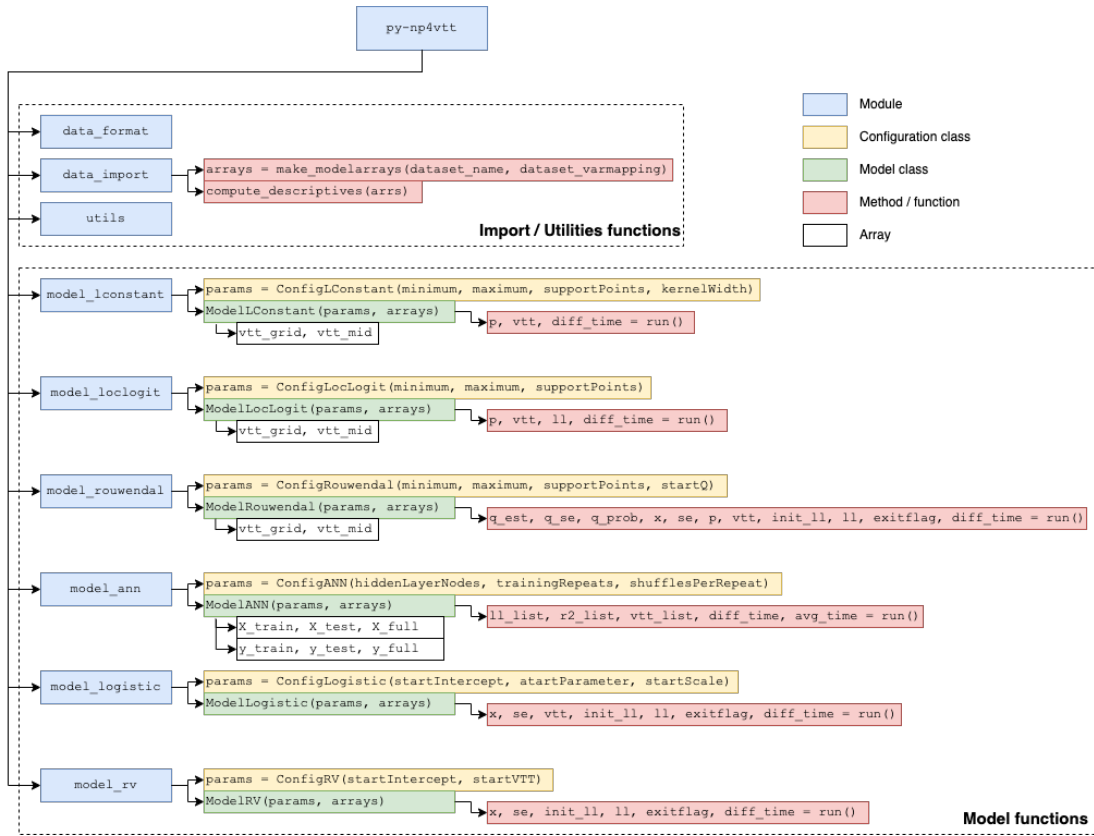 py-np4vtt
data_format
data_import
arrays = make_modelarrays(dataset_name, dataset_varmapping)
compute_descriptives(arrs)
utils
Import / Utilities functions
Module
Configuration class
Model class
Method / function
Array
model_lconstant
params = ConfigLConstant(minimum, maximum, supportPoints, kernelWidth)
ModelLConstant(params, arrays)
p, vtt, diff_time = run()
vtt_grid, vtt_mid
model_loclogit
params = ConfigLocLogit(minimum, maximum, supportPoints)
ModelLocLogit(params, arrays)
p, vtt, ll, diff_time = run()
vtt_grid, vtt_mid
model_rouwendal
params = ConfigRouwendal(minimum, maximum, supportPoints, startQ)
ModelRouwendal(params, arrays)
q_est, q_se, q_prob, x, se, p, vtt, init_ll, ll, exitflag, diff_time = run()
vtt_grid, vtt_mid
model_ann
params = ConfigANN(hiddenLayerNodes, trainingRepeats, shufflesPerRepeat)
ModelANN(params, arrays)
ll_list, r2_list, vtt_list, diff_time, avg_time = run()
X_train, X_test, X_full
y_train, y_test, y_full
model_logistic
params = ConfigLogistic(startIntercept, atartParameter, startScale)
ModelLogistic(params, arrays)
x, se, vtt, init_ll, ll, exitflag, diff_time = run()
model_rv
params = ConfigRV(startIntercept, startVTT)
ModelRV(params, arrays)
x, se, init_ll, ll, exitflag, diff_time = run()
Model functions